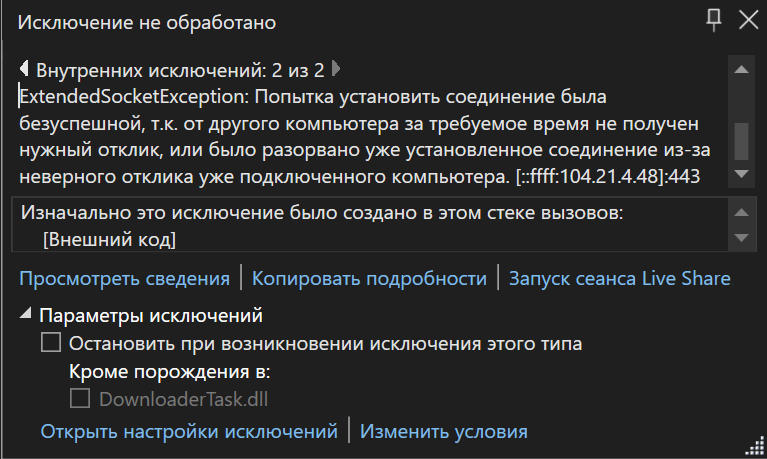 Исключение не обработано
Внутренних исключений: 2 из 2
ExtendedSocketException: Попытка установить соединение была
безуспешной, т.к. от другого компьютера за требуемое время не получен
нужный отклик, или было разорвано уже установленное соединение из-за
неверного отклика уже подключенного компьютера. [::ffff:104.21.4.48]:443
Изначально это исключение было создано в этом стеке вызовов:
[Внешний код]
Просмотреть сведения | Копировать подробности | Запуск сеанса Live Share
Параметры исключений
Остановить при возникновении исключения этого типа
Кроме порождения в:
DownloaderTask.dll
Открыть настройки исключений | Изменить условия